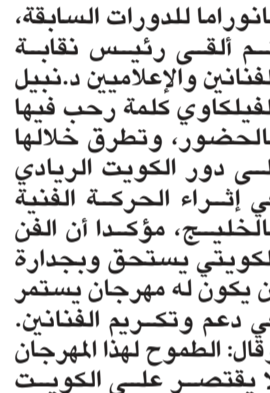 بانوراما للدورات السابقة،
ثم ألقى رئيس نقابة
الفنانين والإعلاميين د.نبيل
الفيلكاوي كلمة رحب فيها
بالحضور، وتطرق خلالها
إلى دور الكويت الريادي
في إثراء الحركة الفنية
بالخليج، مؤكدا أن الفن
الكويتي يستحق وبجدارة
أن يكون له مهرجان يستمر
في دعم وتكريم الفنانين.
وقال: الطموح لهذا المهرجان
لا يقتصر على الكويت